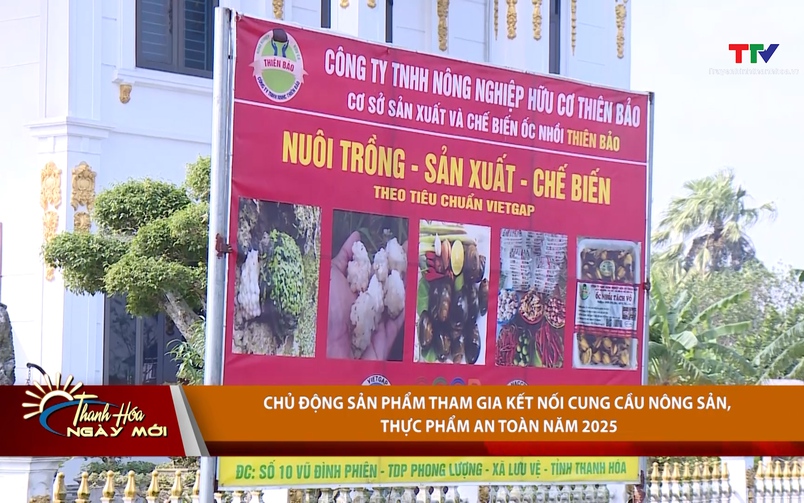 TTV
THIÊN BẢO
CÔNG TY TNHH NÔNG NGHIỆP HỮU CƠ THIÊN BẢO
CƠ SỞ SẢN XUẤT VÀ CHẾ BIẾN ỐC NHỒI THIÊN BẢO
NUÔI TRỒNG - SẢN XUẤT - CHẾ BIẾN
THEO TIÊU CHUẨN VIETGAP
VIETGAP
Thanh Hóa
NGÀY MỚI
CHỦ ĐỘNG SẢN PHẨM THAM GIA KẾT NỐI CUNG CẦU NÔNG SẢN,
THỰC PHẨM AN TOÀN NĂM 2025
ĐC: SỐ 10 VŨ ĐÌNH PHIÊN - TDP PHONG LƯỢNG - XÃ LƯU VỆ - TỈNH THANH HÓA